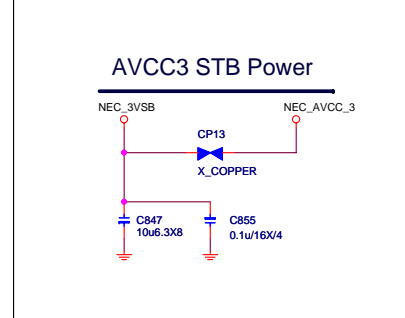 AVCC3 STB Power
NEC_3VSB
NEC_AVCC_3
CP13
X_COPPER
C847
10u6.3X8
C855
0.1u/16X/4